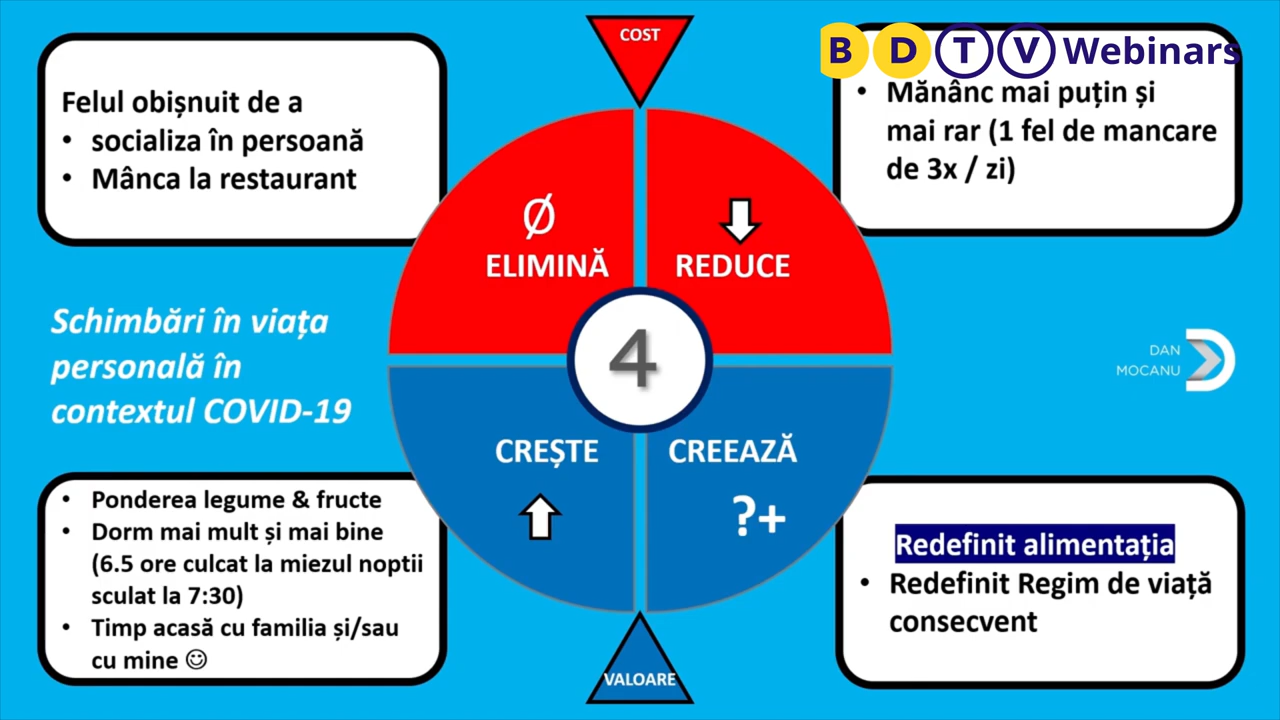 COST
BDTV Webinars
Felul obișnuit de a
• socializa în persoană
• Mânca la restaurant
• Mănânc mai puțin și
mai rar (1 fel de mancare
de 3x / zi)
Ø
ELIMINĂ
REDUCE
Schimbări în viața
personală în
contextul COVID-19
4
DAN
MOCANU
CREȘTE
CREEAZĂ
?+
• Ponderea legume & fructe
• Dorm mai mult și mai bine
(6.5 ore culcat la miezul noptii
sculat la 7:30)
• Timp acasă cu familia și/sau
cu mine ☺
Redefinit alimentația
• Redefinit Regim de viață
consecvent
VALOARE